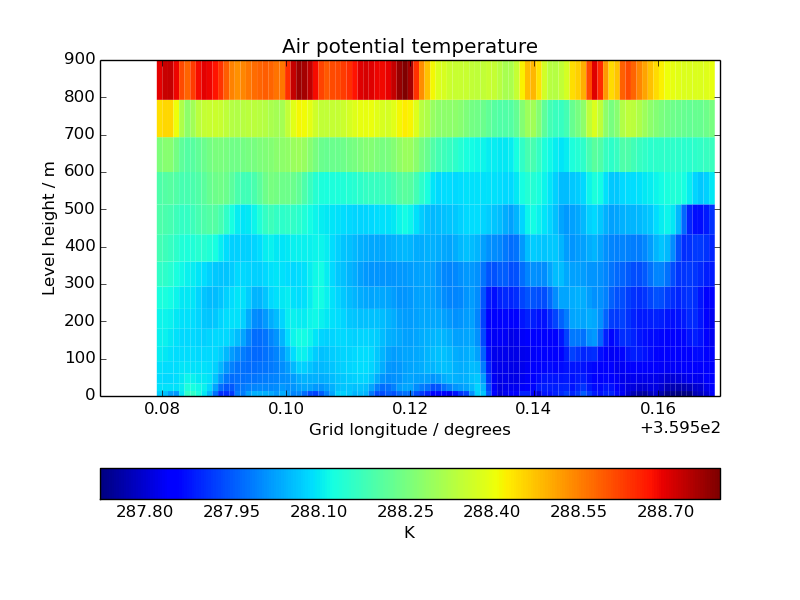 Air potential temperature
900
800
700
600
500
400
300
200
100
0
Level height / m
0.08 0.10 0.12 0.14 0.16
Grid longitude / degrees
+3.595e2
287.80 287.95 288.10 288.25 288.40 288.55 288.70
K